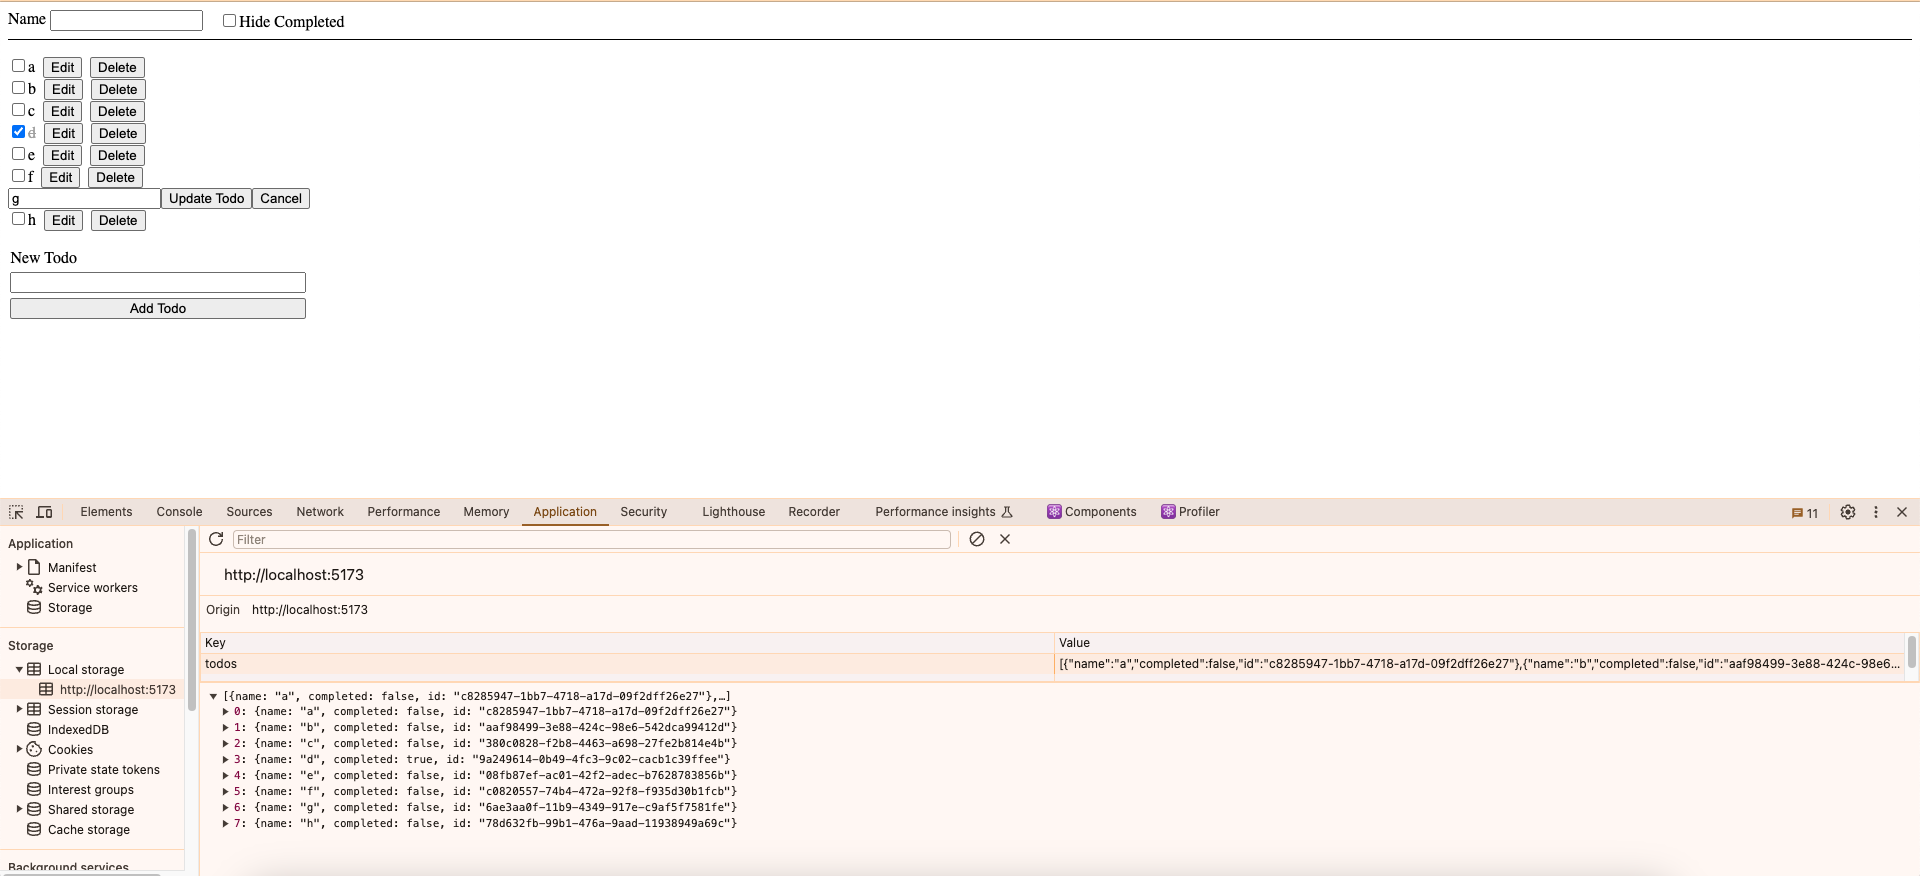 Name Hide Completed
a Edit Delete
b Edit Delete
c Edit Delete
d Edit Delete
e Edit Delete
f Edit Delete
g Update Todo Cancel
h Edit Delete
New Todo
Add Todo
Elements Console Sources Network Performance Memory Application Security Lighthouse Recorder Performance insights Components Profiler 11
Application
Manifest
Service workers
Storage
Storage
Local storage
http://localhost:5173
Session storage
IndexedDB
Cookies
Private state tokens
Interest groups
Shared storage
Cache storage
Background services
Filter
http://localhost:5173
Origin http://localhost:5173
Key Value
todos [{"name":"a","completed":false,"id":"c8285947-1bb7-4718-a17d-09f2dff26e27"},{"name":"b","completed":false,"id":"aaf98499-3e88-424c-98e6...
[{name: "a", completed: false, id: "c8285947-1bb7-4718-a17d-09f2dff26e27"},…]
0: {name: "a", completed: false, id: "c8285947-1bb7-4718-a17d-09f2dff26e27"}
1: {name: "b", completed: false, id: "aaf98499-3e88-424c-98e6-542dca99412d"}
2: {name: "c", completed: false, id: "380c0828-f2b8-4463-a698-27fe2b814e4b"}
3: {name: "d", completed: true, id: "9a249614-0b49-4fc3-9c02-cacb1c39ffee"}
4: {name: "e", completed: false, id: "08fb87ef-ac01-42f2-adec-b7628783856b"}
5: {name: "f", completed: false, id: "c0820557-74b4-472a-92f8-f935d30b1fcb"}
6: {name: "g", completed: false, id: "6ae3aa0f-11b9-4349-917e-c9af5f7581fe"}
7: {name: "h", completed: false, id: "78d632fb-99b1-476a-9aad-11938949a69c"}